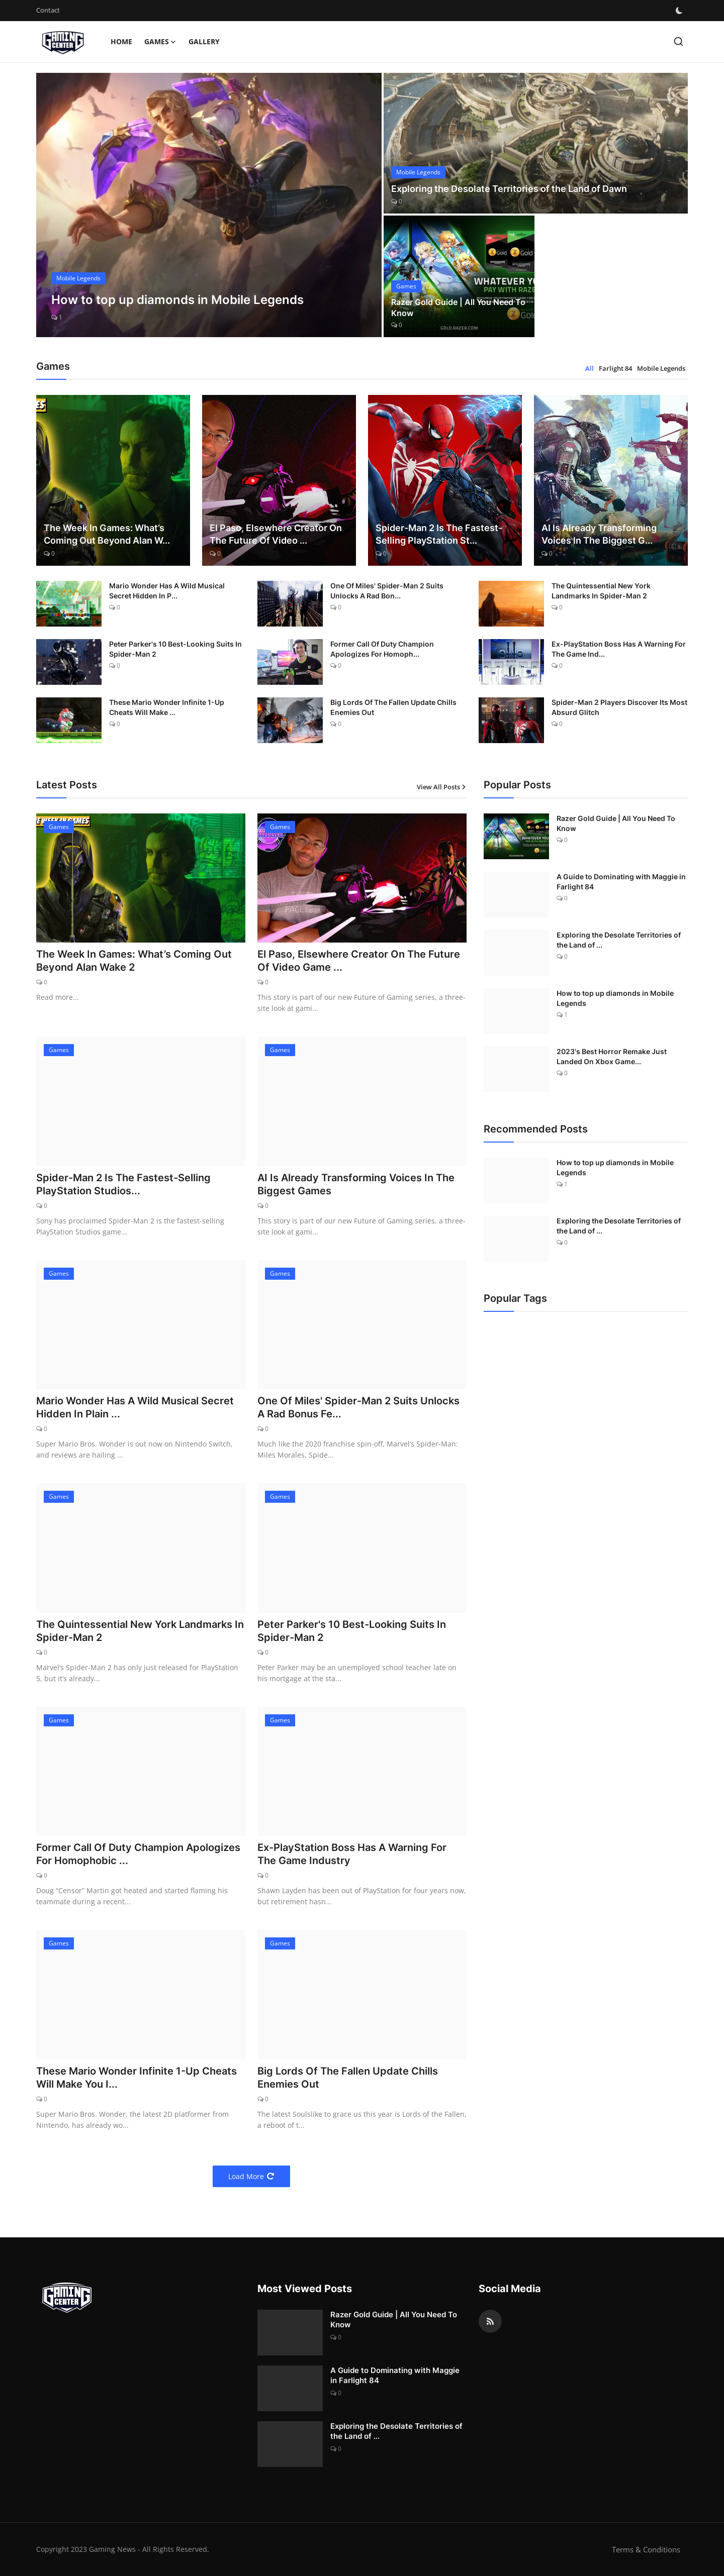 Contact
GAMING CENTER
HOME
GAMES
GALLERY
Mobile Legends
How to top up diamonds in Mobile Legends
1
Mobile Legends
Exploring the Desolate Territories of the Land of Dawn
0
WHATEVER YOU
PAY WITH RAZE
Games
Razer Gold Guide | All You Need To
Know
0
GOLD.RAZER.COM
Games
All
Farlight 84
Mobile Legends
The Week In Games: What's
Coming Out Beyond Alan W...
0
El Paso, Elsewhere Creator On
The Future Of Video ...
0
Spider-Man 2 Is The Fastest-
Selling PlayStation St...
0
AI Is Already Transforming
Voices In The Biggest G...
0
Mario Wonder Has A Wild Musical
Secret Hidden In P...
0
One Of Miles' Spider-Man 2 Suits
Unlocks A Rad Bon...
0
The Quintessential New York
Landmarks In Spider-Man 2
0
Peter Parker's 10 Best-Looking Suits In
Spider-Man 2
0
Former Call Of Duty Champion
Apologizes For Homoph...
0
Ex-PlayStation Boss Has A Warning For
The Game Ind...
0
These Mario Wonder Infinite 1-Up
Cheats Will Make ...
0
Big Lords Of The Fallen Update Chills
Enemies Out
0
Spider-Man 2 Players Discover Its Most
Absurd Glitch
0
Latest Posts
View All Posts
Games
The Week In Games: What's Coming Out
Beyond Alan Wake 2
0
Read more...
Games
El Paso, Elsewhere Creator On The Future
Of Video Game ...
0
This story is part of our new Future of Gaming series, a three-
site look at gami...
Games
Spider-Man 2 Is The Fastest-Selling
PlayStation Studios...
0
Sony has proclaimed Spider-Man 2 is the fastest-selling
PlayStation Studios game...
Games
AI Is Already Transforming Voices In The
Biggest Games
0
This story is part of our new Future of Gaming series, a three-
site look at gami...
Games
Mario Wonder Has A Wild Musical Secret
Hidden In Plain ...
0
Super Mario Bros. Wonder is out now on Nintendo Switch,
and reviews are hailing ...
Games
One Of Miles' Spider-Man 2 Suits Unlocks
A Rad Bonus Fe...
0
Much like the 2020 franchise spin-off, Marvel's Spider-Man:
Miles Morales, Spide...
Games
The Quintessential New York Landmarks In
Spider-Man 2
0
Marvel's Spider-Man 2 has only just released for PlayStation
5, but it's already...
Games
Peter Parker's 10 Best-Looking Suits In
Spider-Man 2
0
Peter Parker may be an unemployed school teacher late on
his mortgage at the sta...
Games
Former Call Of Duty Champion Apologizes
For Homophobic ...
0
Doug “Censor” Martin got heated and started flaming his
teammate during a recent...
Games
Ex-PlayStation Boss Has A Warning For
The Game Industry
0
Shawn Layden has been out of PlayStation for four years now,
but retirement hasn...
Games
These Mario Wonder Infinite 1-Up Cheats
Will Make You I...
0
Super Mario Bros. Wonder, the latest 2D platformer from
Nintendo, has already wo...
Games
Big Lords Of The Fallen Update Chills
Enemies Out
0
The latest Soulslike to grace us this year is Lords of the Fallen,
a reboot of t...
Load More
Popular Posts
Razer Gold Guide | All You Need To
Know
0
A Guide to Dominating with Maggie in
Farlight 84
0
Exploring the Desolate Territories of
the Land of ...
0
How to top up diamonds in Mobile
Legends
1
2023's Best Horror Remake Just
Landed On Xbox Game...
0
Recommended Posts
How to top up diamonds in Mobile
Legends
1
Exploring the Desolate Territories of
the Land of ...
0
Popular Tags
GAMING CENTER
Most Viewed Posts
Razer Gold Guide | All You Need To
Know
0
A Guide to Dominating with Maggie
in Farlight 84
0
Exploring the Desolate Territories of
the Land of ...
0
Social Media
Copyright 2023 Gaming News - All Rights Reserved.
Terms & Conditions